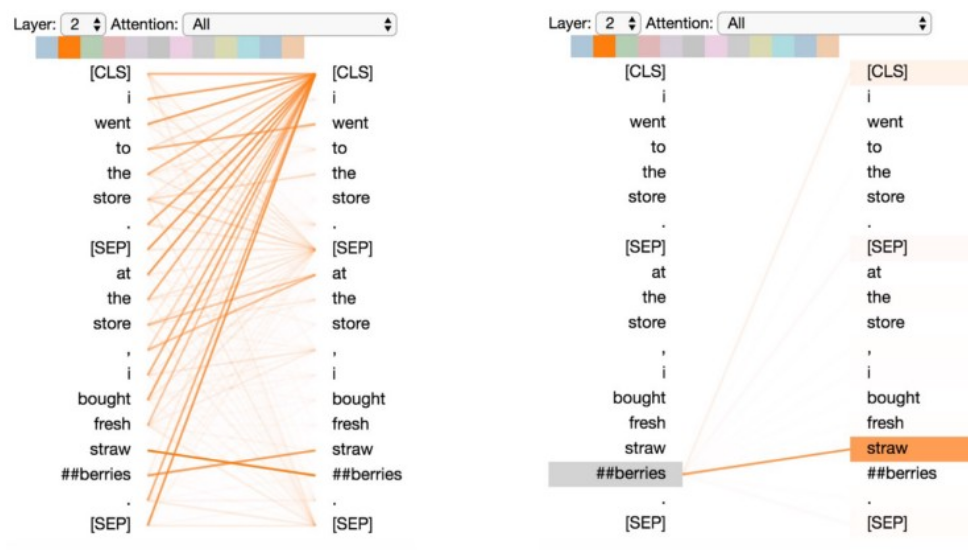 Layer: 2 Attention: All
[CLS] [CLS]
i i
went went
to to
the the
store store
. .
[SEP] [SEP]
at at
the the
store store
, ,
i i
bought bought
fresh fresh
straw straw
##berries ##berries
. .
[SEP] [SEP]
Layer: 2 Attention: All
[CLS] [CLS]
i i
went went
to to
the the
store store
. .
[SEP] [SEP]
at at
the the
store store
, ,
i i
bought bought
fresh fresh
straw straw
##berries ##berries
. .
[SEP] [SEP]